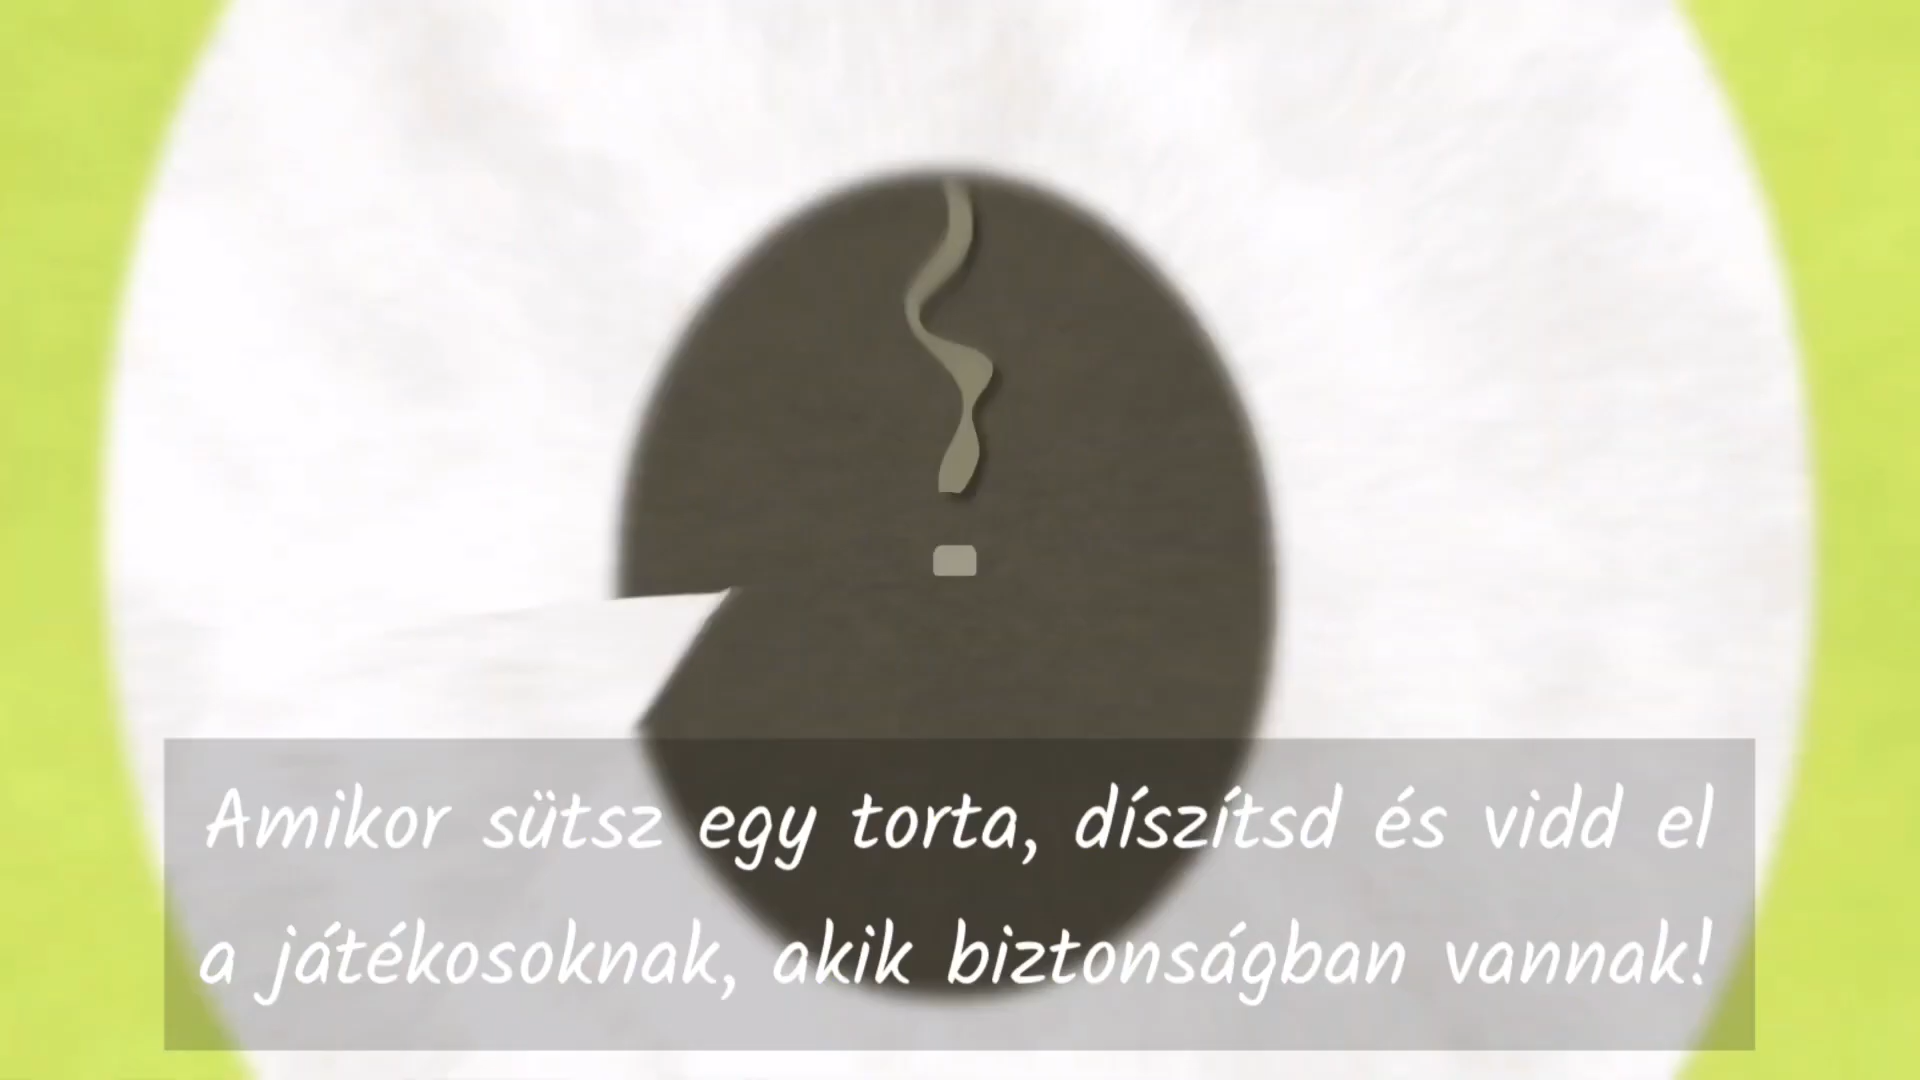 Amikor sütsz egy torta, díszítsd és vidd el
a játékosoknak, akik biztonságban vannak!